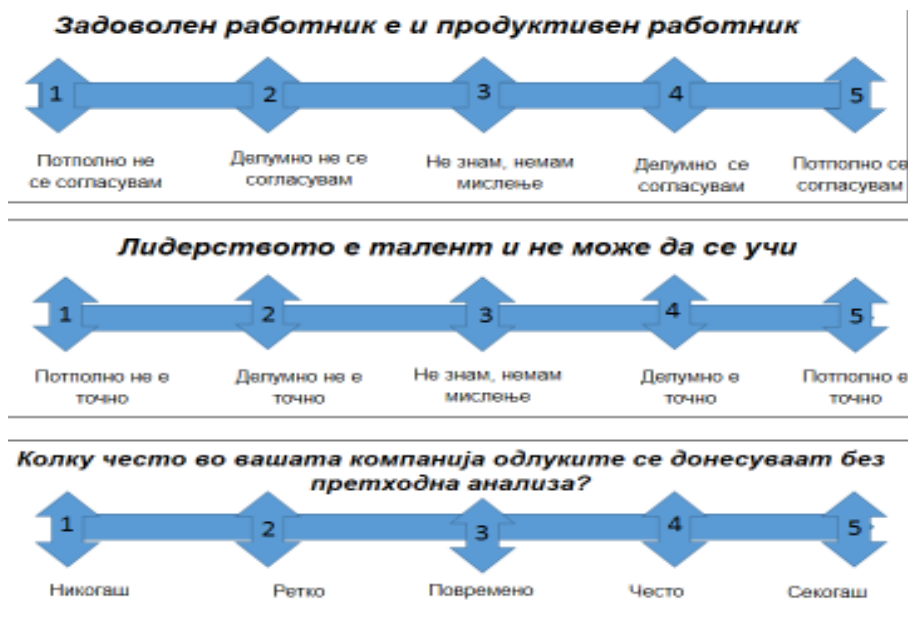 Задоволен работник е и продуктивен работник
1 2 3 4 5
Потполно не се согласувам
Делумно не се согласувам
Не знам, немам мислење
Делумно се согласувам
Потполно се согласувам
Лидерството е талент и не може да се учи
1 2 3 4 5
Потполно не е точно
Делумно не е точно
Не знам, немам мислење
Делумно е точно
Потполно е точно
Колку често во вашата компанија одлуките се донесуваат без
претходна анализа?
1 2 3 4 5
Никогаш Ретко Повремено Често Секогаш